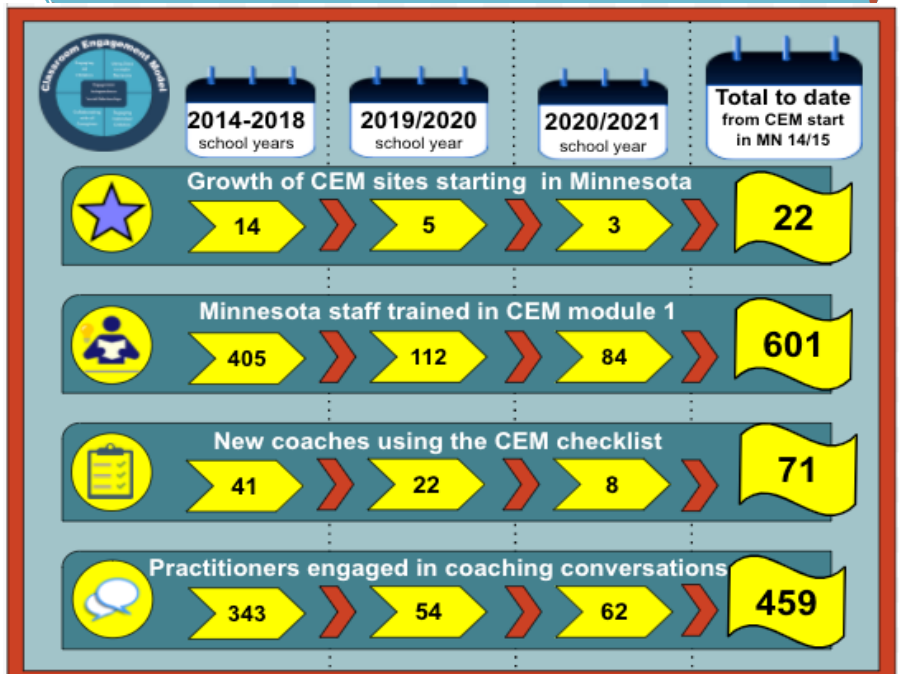 Classroom Engagement Model
2014-2018
school years
2019/2020
school year
2020/2021
school year
Total to date
from CEM start
in MN 14/15
Growth of CEM sites starting in Minnesota
14
5
3
22
Minnesota staff trained in CEM module 1
405
112
84
601
New coaches using the CEM checklist
41
22
8
71
Practitioners engaged in coaching conversations
343
54
62
459